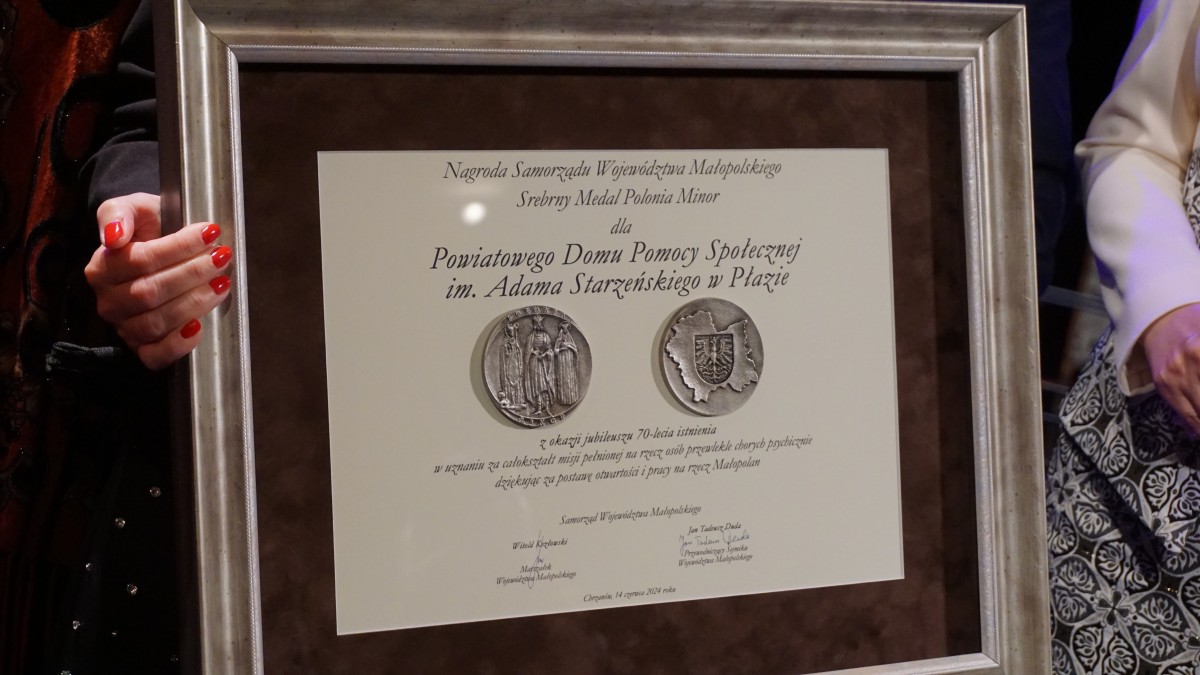 Nagroda Samorządu Województwa Małopolskiego
Srebrny Medal Polonia Minor
dla
Powiatowego Domu Pomocy Społecznej
im. Adama Starzeńskiego w Płazie
z okazji jubileuszu 70-lecia istnienia
w uznaniu za całokształt misji pełnionej na rzecz osób przewlekle chorych psychicznie
dziękując za postawę otwartości i pracy na rzecz Małopolan
Samorząd Województwa Małopolskiego
Witold Kozłowski
Marszałek
Województwa Małopolskiego
Jan Tadeusz Duda
Jan Tadeusz Duda
Przewodniczący Sejmiku
Województwa Małopolskiego
Chrzanów, 14 czerwca 2024 roku